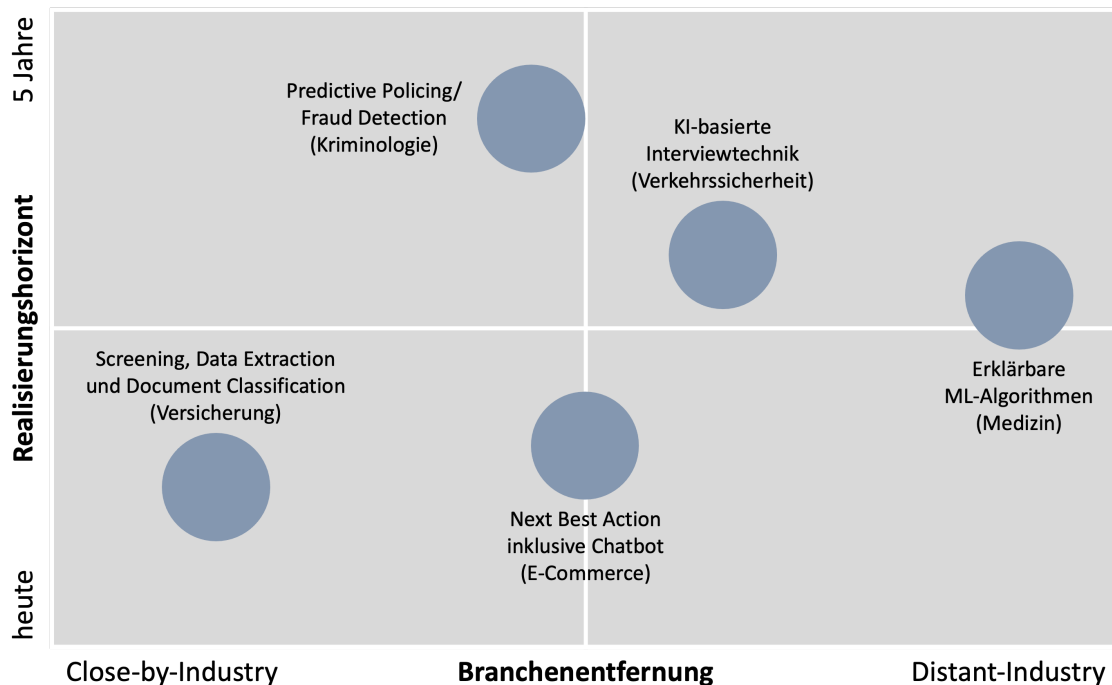 5 Jahre
Realisierungshorizont
heute
Predictive Policing/
Fraud Detection
(Kriminologie)
KI-basierte
Interviewtechnik
(Verkehrssicherheit)
Screening, Data Extraction
und Document Classification
(Versicherung)
Erklärbare
ML-Algorithmen
(Medizin)
Next Best Action
inklusive Chatbot
(E-Commerce)
Close-by-Industry
Branchenentfernung
Distant-Industry